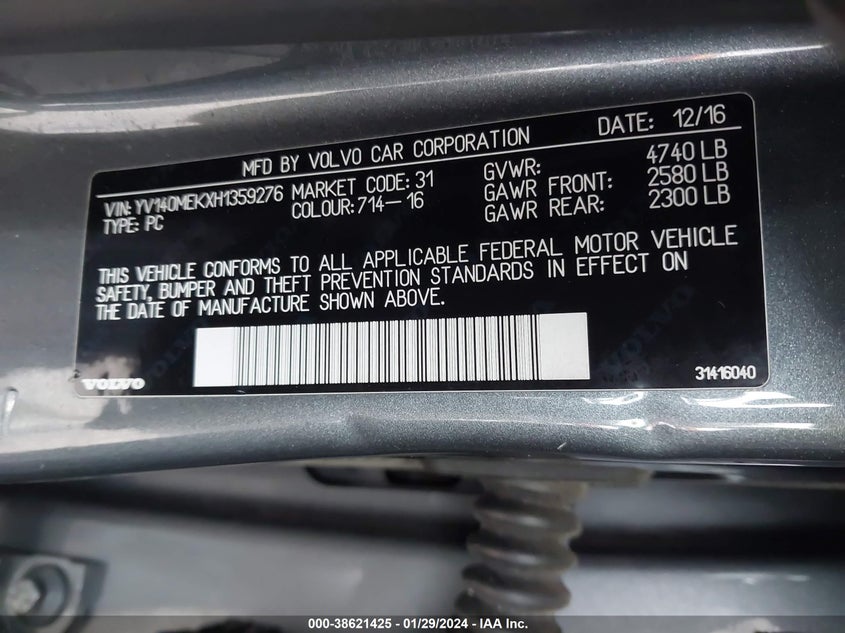 MFD BY VOLVO CAR CORPORATION DATE: 12/16
VIN: YV140MEKXH1359276 MARKET CODE: 31 GVWR: 4740 LB
TYPE: PC COLOUR: 714-16 GAWR FRONT: 2580 LB
GAWR REAR: 2300 LB
THIS VEHICLE CONFORMS TO ALL APPLICABLE FEDERAL MOTOR VEHICLE
SAFETY, BUMPER AND THEFT PREVENTION STANDARDS IN EFFECT ON
THE DATE OF MANUFACTURE SHOWN ABOVE.
VOLVO 31416040
000-38621425 - 01/29/2024 - IAA Inc.